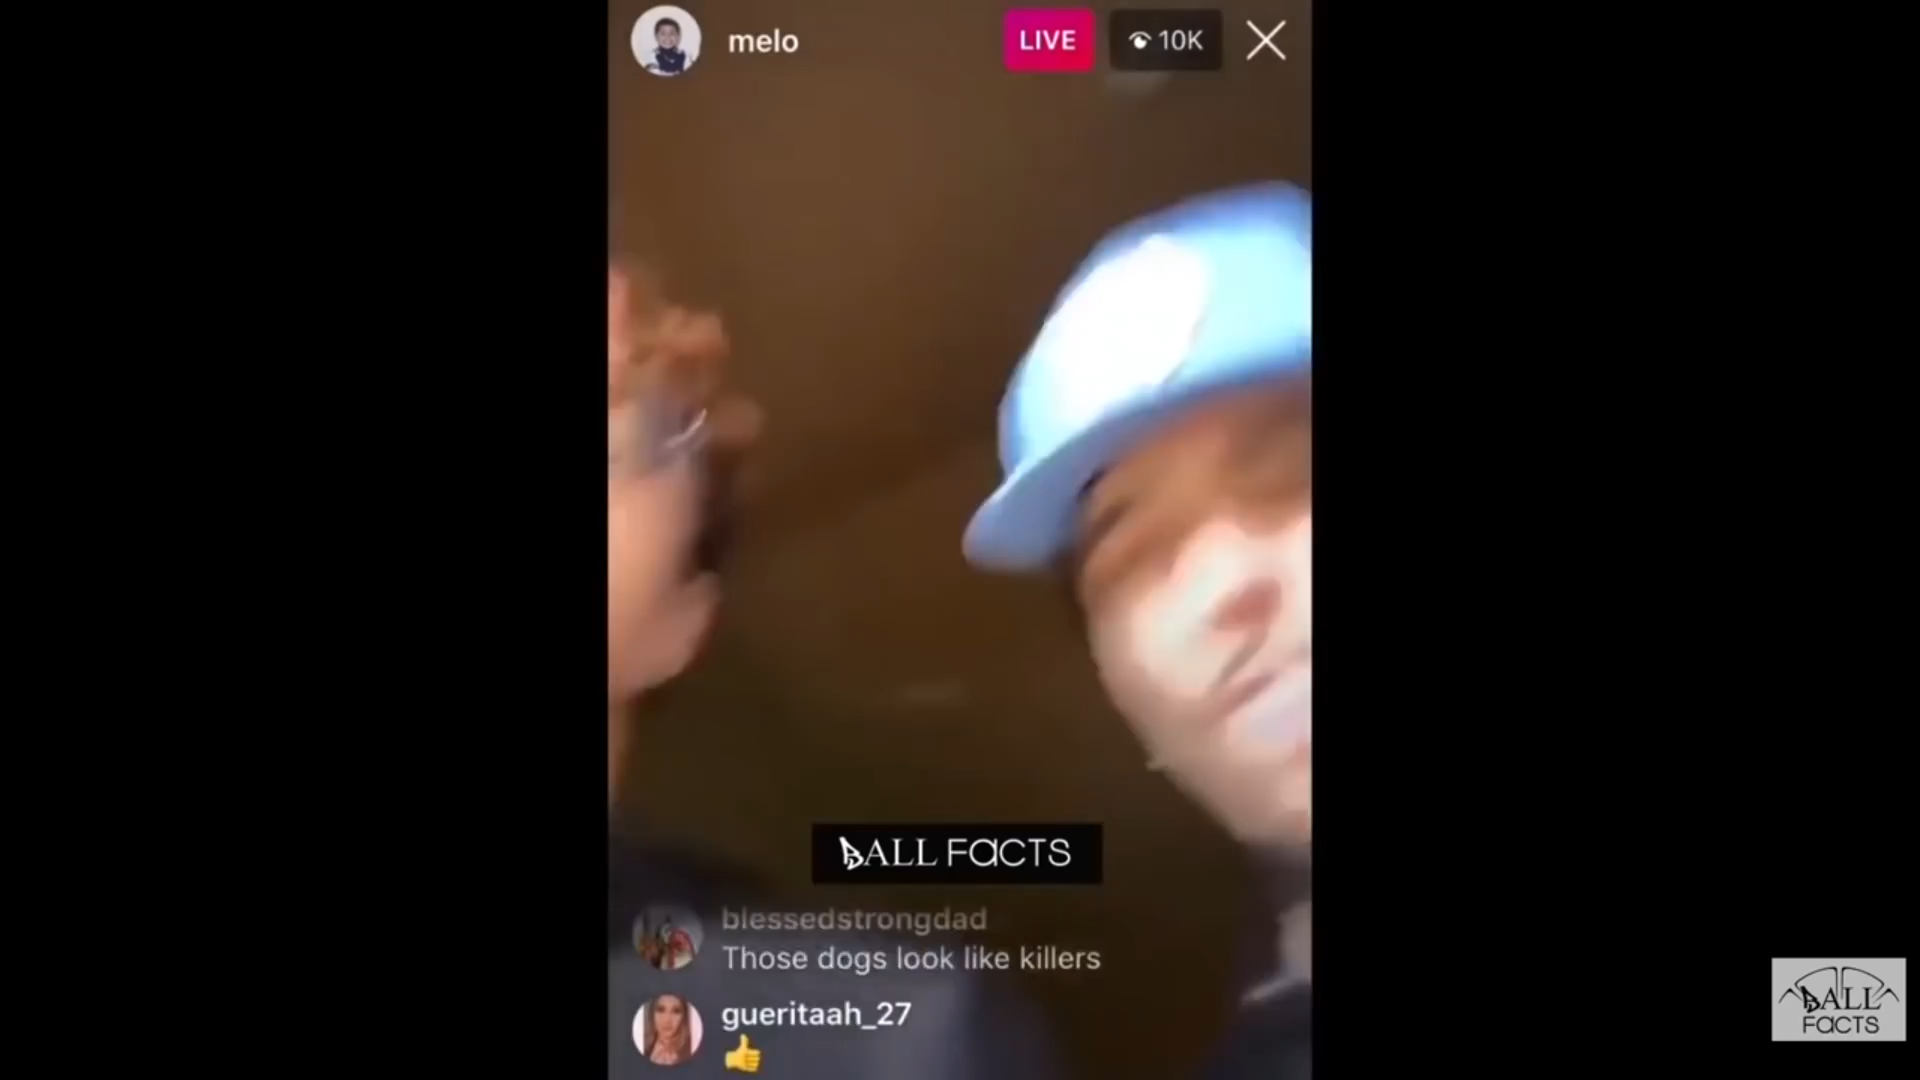 melo
LIVE
10K
BALL FACTS
blessedstrongdad
Those dogs look like killers
gueritaah_27
👍
BALL
FACTS